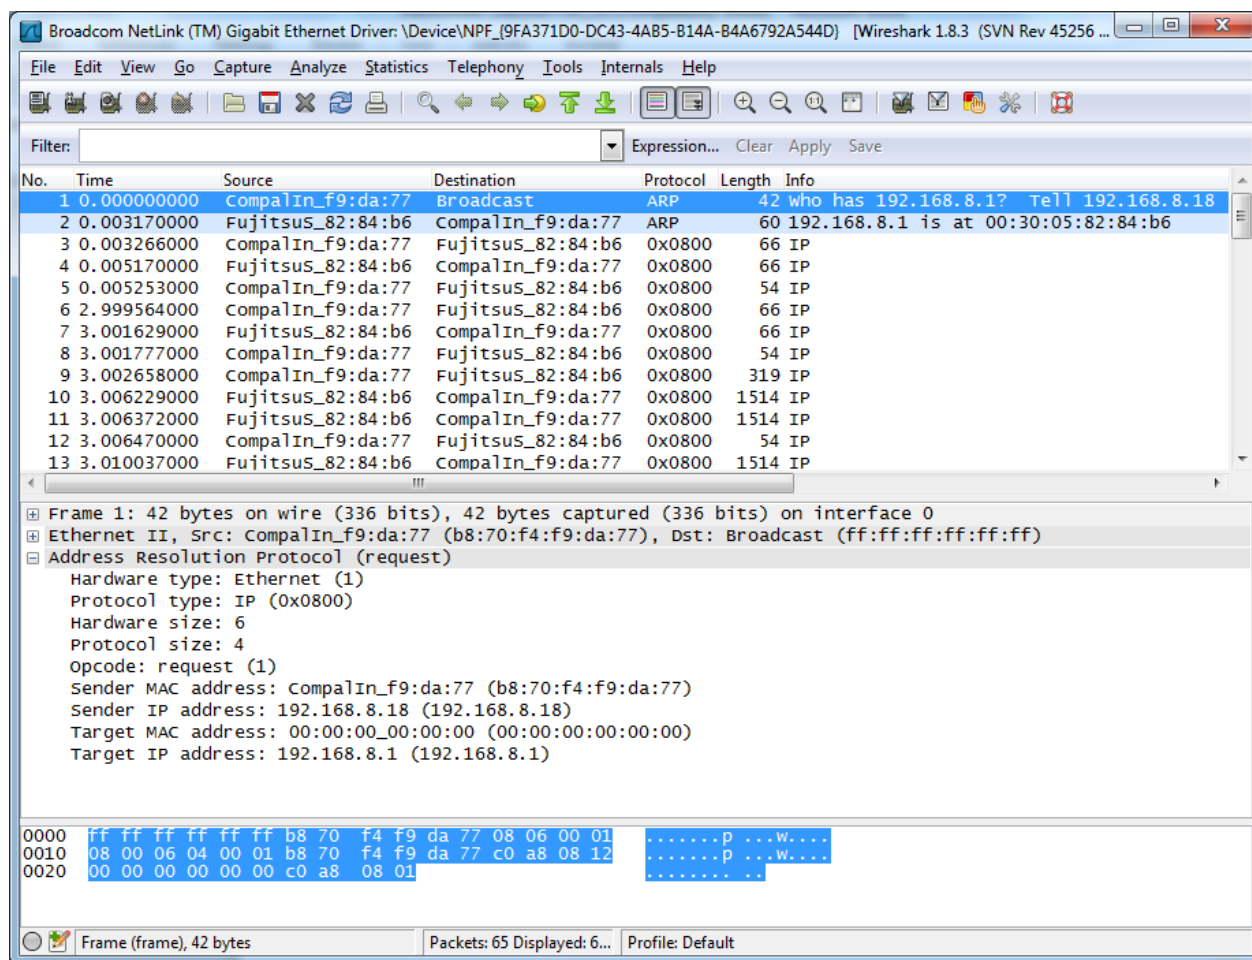 Broadcom NetLink (TM) Gigabit Ethernet Driver: \Device\NPF_{9FA371D0-DC43-4AB5-B14A-B4A6792A544D} [Wireshark 1.8.3 (SVN Rev 45256 ...
File Edit View Go Capture Analyze Statistics Telephony Tools Internals Help
Filter: Expression... Clear Apply Save
No. Time Source Destination Protocol Length Info
1 0.000000000 CompalIn_f9:da:77 Broadcast ARP 42 Who has 192.168.8.1? Tell 192.168.8.18
2 0.003170000 FujitsuS_82:84:b6 CompalIn_f9:da:77 ARP 60 192.168.8.1 is at 00:30:05:82:84:b6
3 0.003266000 CompalIn_f9:da:77 FujitsuS_82:84:b6 0x0800 66 IP
4 0.005170000 FujitsuS_82:84:b6 CompalIn_f9:da:77 0x0800 66 IP
5 0.005253000 CompalIn_f9:da:77 FujitsuS_82:84:b6 0x0800 54 IP
6 2.999564000 CompalIn_f9:da:77 FujitsuS_82:84:b6 0x0800 66 IP
7 3.001629000 FujitsuS_82:84:b6 CompalIn_f9:da:77 0x0800 66 IP
8 3.001777000 CompalIn_f9:da:77 FujitsuS_82:84:b6 0x0800 54 IP
9 3.002658000 CompalIn_f9:da:77 FujitsuS_82:84:b6 0x0800 319 IP
10 3.006229000 FujitsuS_82:84:b6 CompalIn_f9:da:77 0x0800 1514 IP
11 3.006372000 FujitsuS_82:84:b6 CompalIn_f9:da:77 0x0800 1514 IP
12 3.006470000 CompalIn_f9:da:77 FujitsuS_82:84:b6 0x0800 54 IP
13 3.010037000 FujitsuS_82:84:b6 CompalIn_f9:da:77 0x0800 1514 IP
Frame 1: 42 bytes on wire (336 bits), 42 bytes captured (336 bits) on interface 0
Ethernet II, Src: CompalIn_f9:da:77 (b8:70:f4:f9:da:77), Dst: Broadcast (ff:ff:ff:ff:ff:ff)
Address Resolution Protocol (request)
Hardware type: Ethernet (1)
Protocol type: IP (0x0800)
Hardware size: 6
Protocol size: 4
Opcode: request (1)
Sender MAC address: CompalIn_f9:da:77 (b8:70:f4:f9:da:77)
Sender IP address: 192.168.8.18 (192.168.8.18)
Target MAC address: 00:00:00_00:00:00 (00:00:00:00:00:00)
Target IP address: 192.168.8.1 (192.168.8.1)
0000 ff ff ff ff ff ff b8 70 f4 f9 da 77 08 06 00 01 .......p ...w....
0010 08 00 06 04 00 01 b8 70 f4 f9 da 77 c0 a8 08 12 .......p ...w....
0020 00 00 00 00 00 00 c0 a8 08 01 ........ ..
Frame (frame), 42 bytes Packets: 65 Displayed: 6... Profile: Default